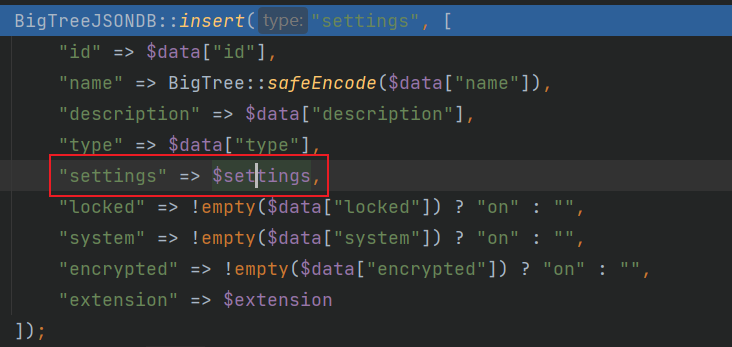 BigTreeJSONDB::insert( type: "settings", [
    "id" => $data["id"],
    "name" => BigTree::safeEncode($data["name"]),
    "description" => $data["description"],
    "type" => $data["type"],
    "settings" => $settings,
    "locked" => !empty($data["locked"]) ? "on" : "",
    "system" => !empty($data["system"]) ? "on" : "",
    "encrypted" => !empty($data["encrypted"]) ? "on" : "",
    "extension" => $extension
]);